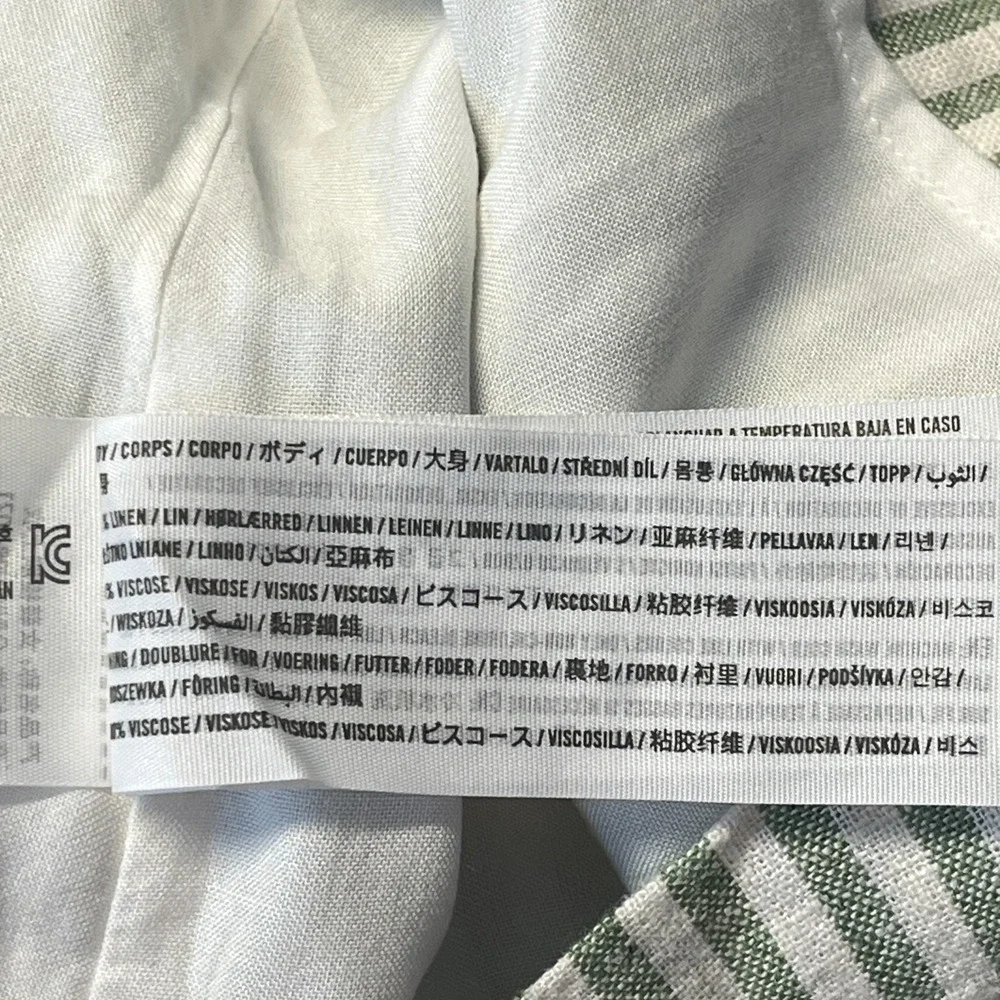 PLANCHAR A TEMPERATURA BAJA EN CASO
/ CORPS / CORPO / ボディ / CUERPO / 大身 / VARTALO / STŘEDNÍ DÍL / 몸통 / GŁÓWNA CZĘŚĆ / TOPP / الثوب /
LINEN / LIN / HØRLÆRRED / LINNEN / LEINEN / LINNE / LINO / リネン / 亚麻纤维 / PELLAVAA / LEN / 리넨 /
LNIANE / LINHO / الكتان / 亞麻布
% VISCOSE / VISKOSE / VISKOS / VISCOSA / ビスコース / VISCOSILLA / 粘胶纤维 / VISKOOSIA / VISKÓZA / 비스코
/ WISKOZA / الفسكوز / 黏膠纖維
/ DOUBLURE / FOR / VOERING / FUTTER / FODER / FODERA / 裏地 / FORRO / 衬里 / VUORI / PODŠÍVKA / 안감 /
/ FÔRING / البطانة / 內襯
% VISCOSE / VISKOSE / VISKOS / VISCOSA / ビスコース / VISCOSILLA / 粘胶纤维 / VISKOOSIA / VISKÓZA / 비스